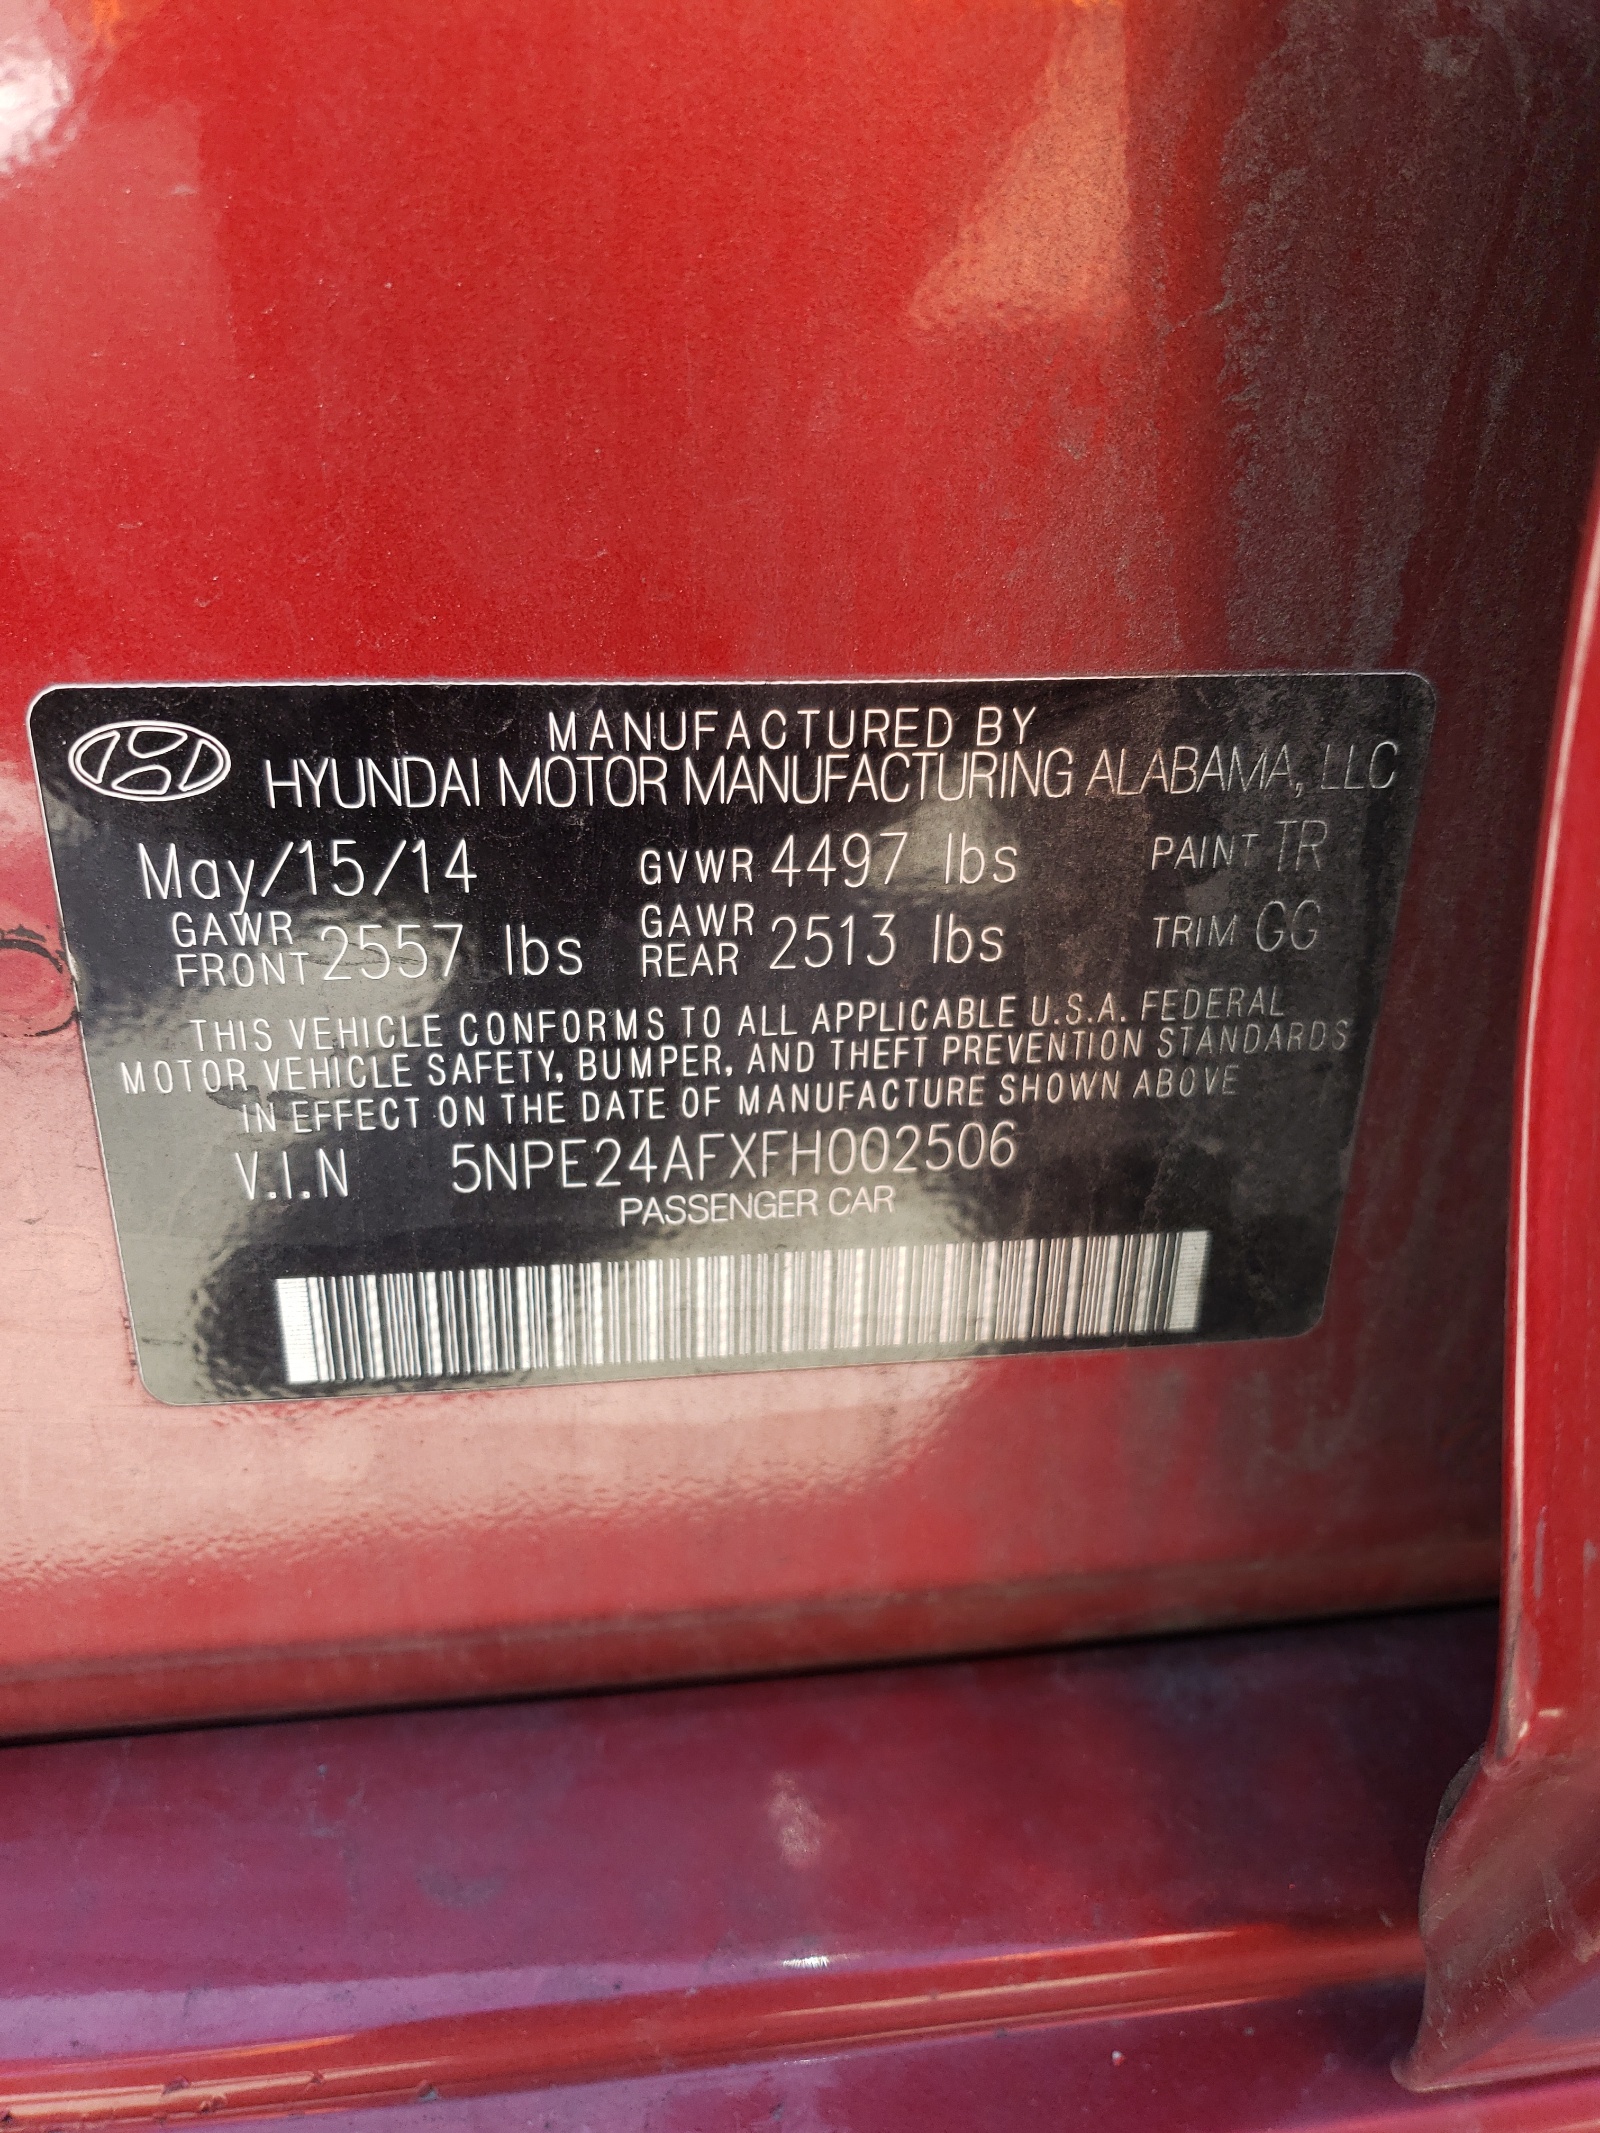 MANUFACTURED BY
HYUNDAI MOTOR MANUFACTURING ALABAMA, LLC
May/15/14 GVWR 4497 lbs PAINT TR
GAWR FRONT 2557 lbs GAWR REAR 2513 lbs TRIM GG
THIS VEHICLE CONFORMS TO ALL APPLICABLE U.S.A. FEDERAL
MOTOR VEHICLE SAFETY, BUMPER, AND THEFT PREVENTION STANDARDS
IN EFFECT ON THE DATE OF MANUFACTURE SHOWN ABOVE
V.I.N 5NPE24AFXFH002506
PASSENGER CAR